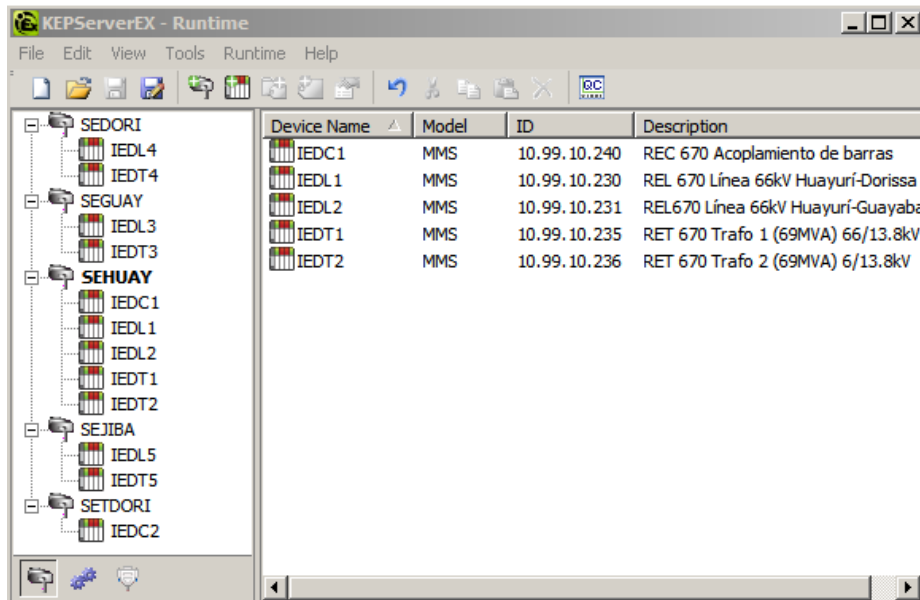 KEPServerEX - Runtime
File Edit View Tools Runtime Help
QC
SEDORI
IEDL4
IEDT4
SEGUAY
IEDL3
IEDT3
SEHUAY
IEDC1
IEDL1
IEDL2
IEDT1
IEDT2
SEJIBA
IEDL5
IEDT5
SETDORI
IEDC2
Device Name Model ID Description
IEDC1 MMS 10.99.10.240 REC 670 Acoplamiento de barras
IEDL1 MMS 10.99.10.230 REL 670 Línea 66kV Huayurí-Dorissa
IEDL2 MMS 10.99.10.231 REL670 Línea 66kV Huayurí-Guayaba
IEDT1 MMS 10.99.10.235 RET 670 Trafo 1 (69MVA) 66/13.8kV
IEDT2 MMS 10.99.10.236 RET 670 Trafo 2 (69MVA) 6/13.8kV